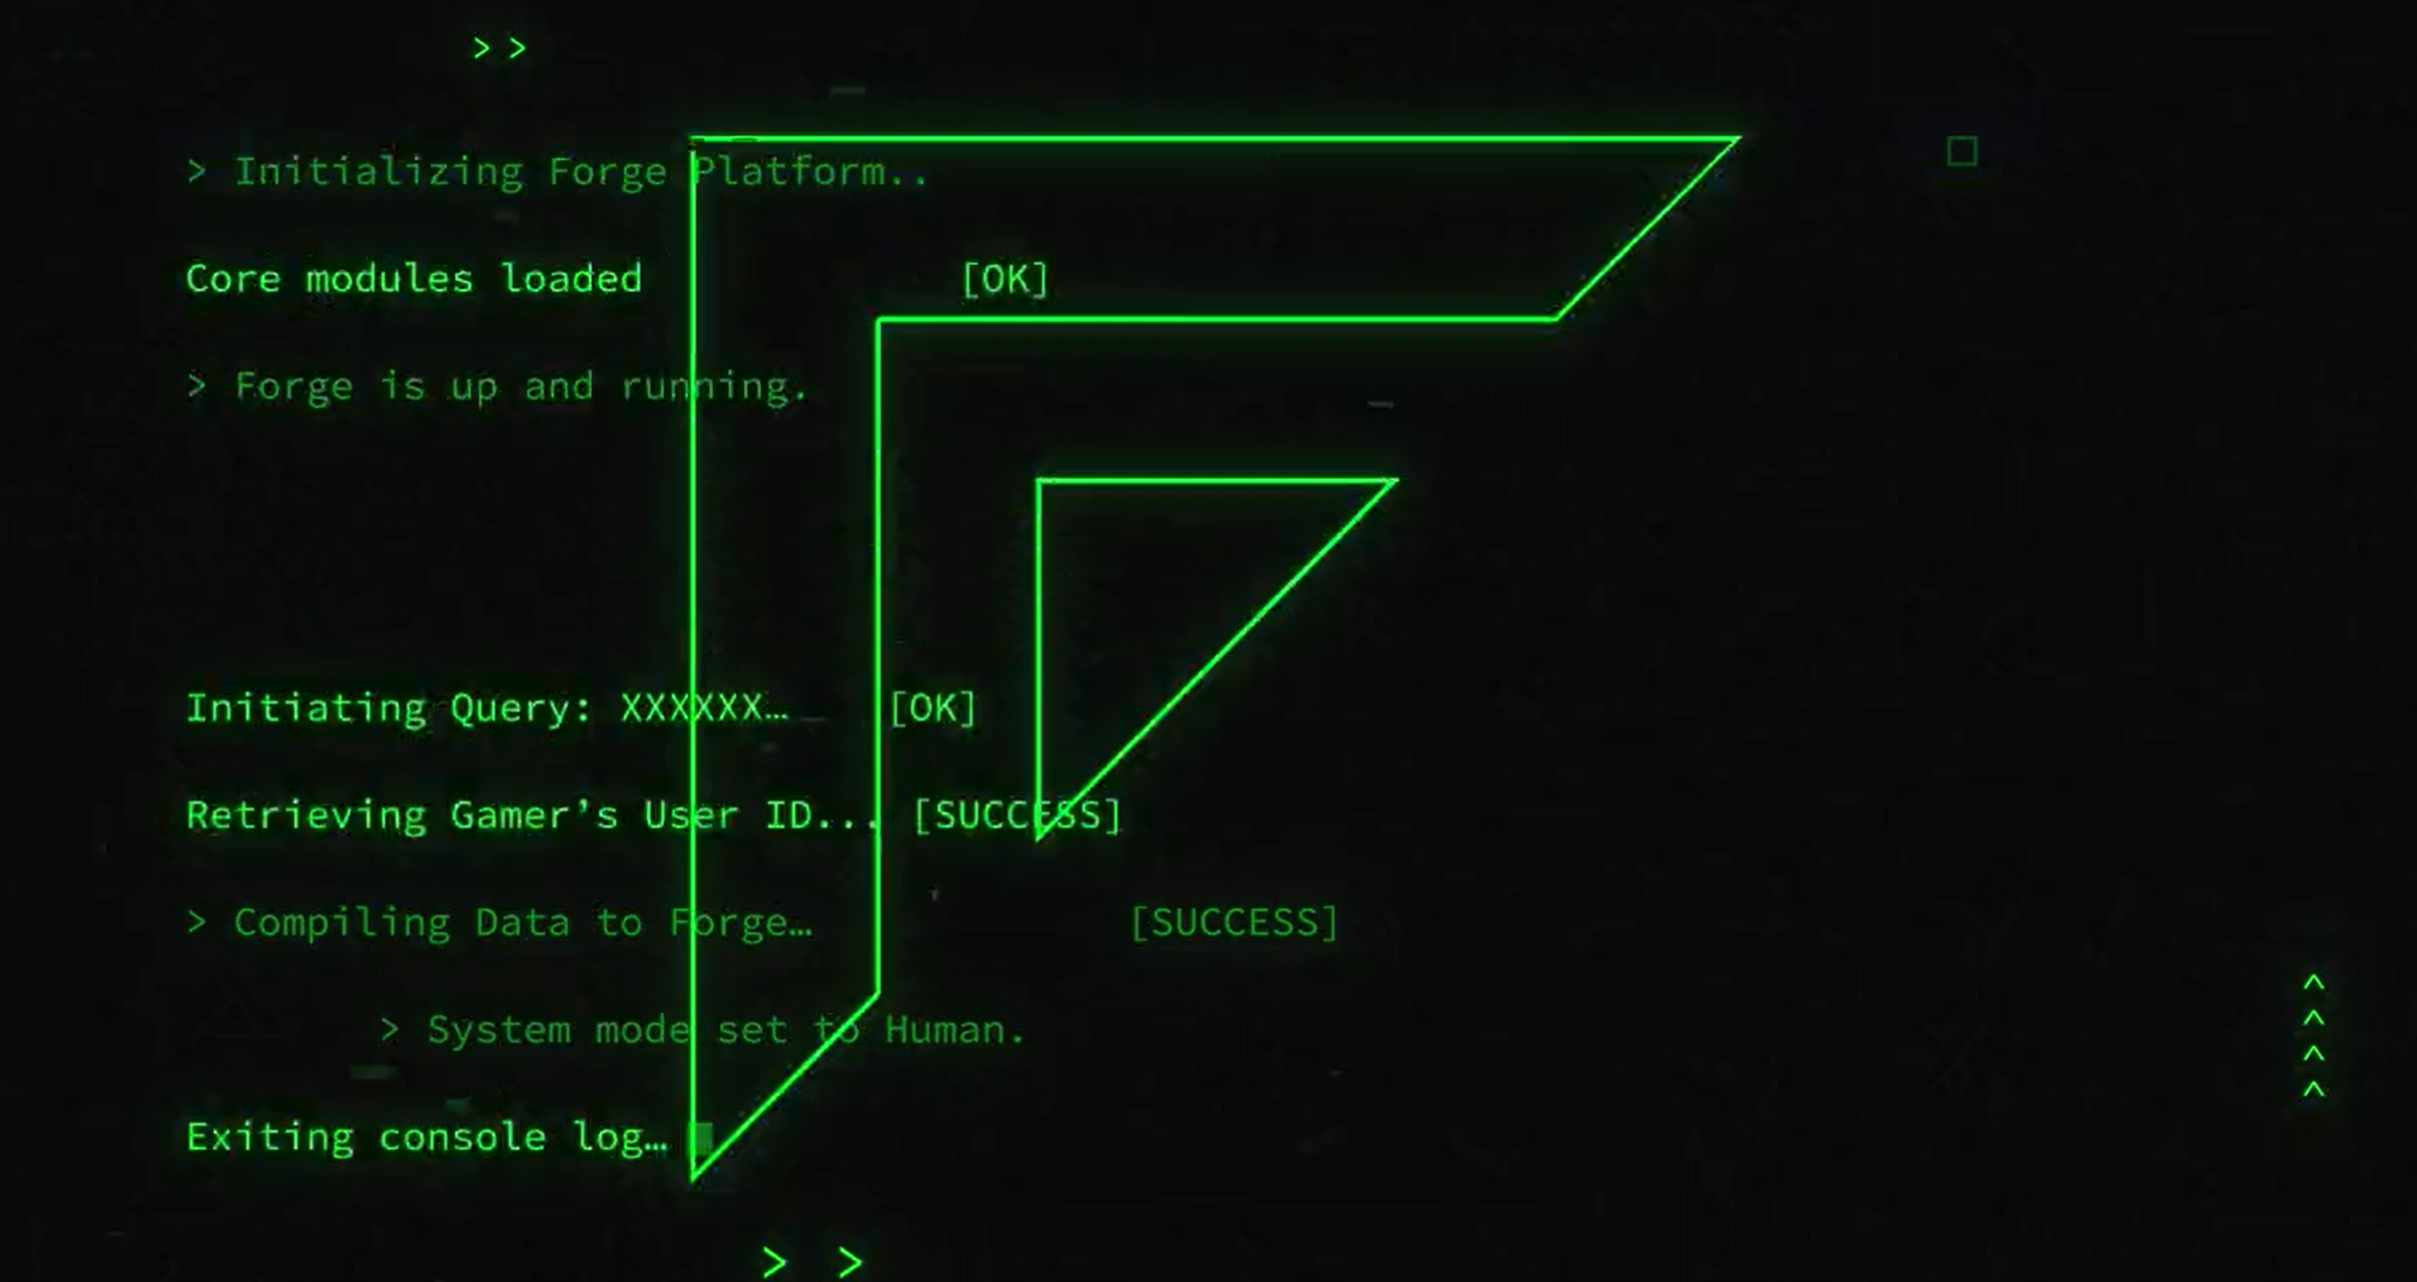 >>
> Initializing Forge Platform..
Core modules loaded [OK]
> Forge is up and running.
Initiating Query: XXXXXX… [OK]
Retrieving Gamer’s User ID... [SUCCESS]
> Compiling Data to Forge… [SUCCESS]
> System mode set to Human.
Exiting console log…
> >
^
^
^
^